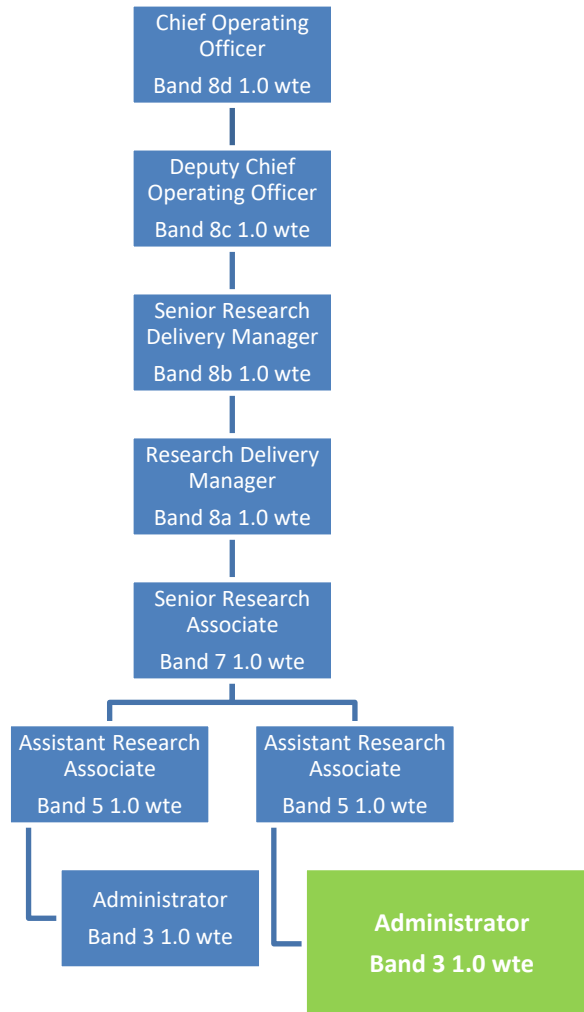 Chief Operating
Officer
Band 8d 1.0 wte
Deputy Chief
Operating Officer
Band 8c 1.0 wte
Senior Research
Delivery Manager
Band 8b 1.0 wte
Research Delivery
Manager
Band 8a 1.0 wte
Senior Research
Associate
Band 7 1.0 wte
Assistant Research
Associate
Band 5 1.0 wte
Assistant Research
Associate
Band 5 1.0 wte
Administrator
Band 3 1.0 wte
Administrator
Band 3 1.0 wte